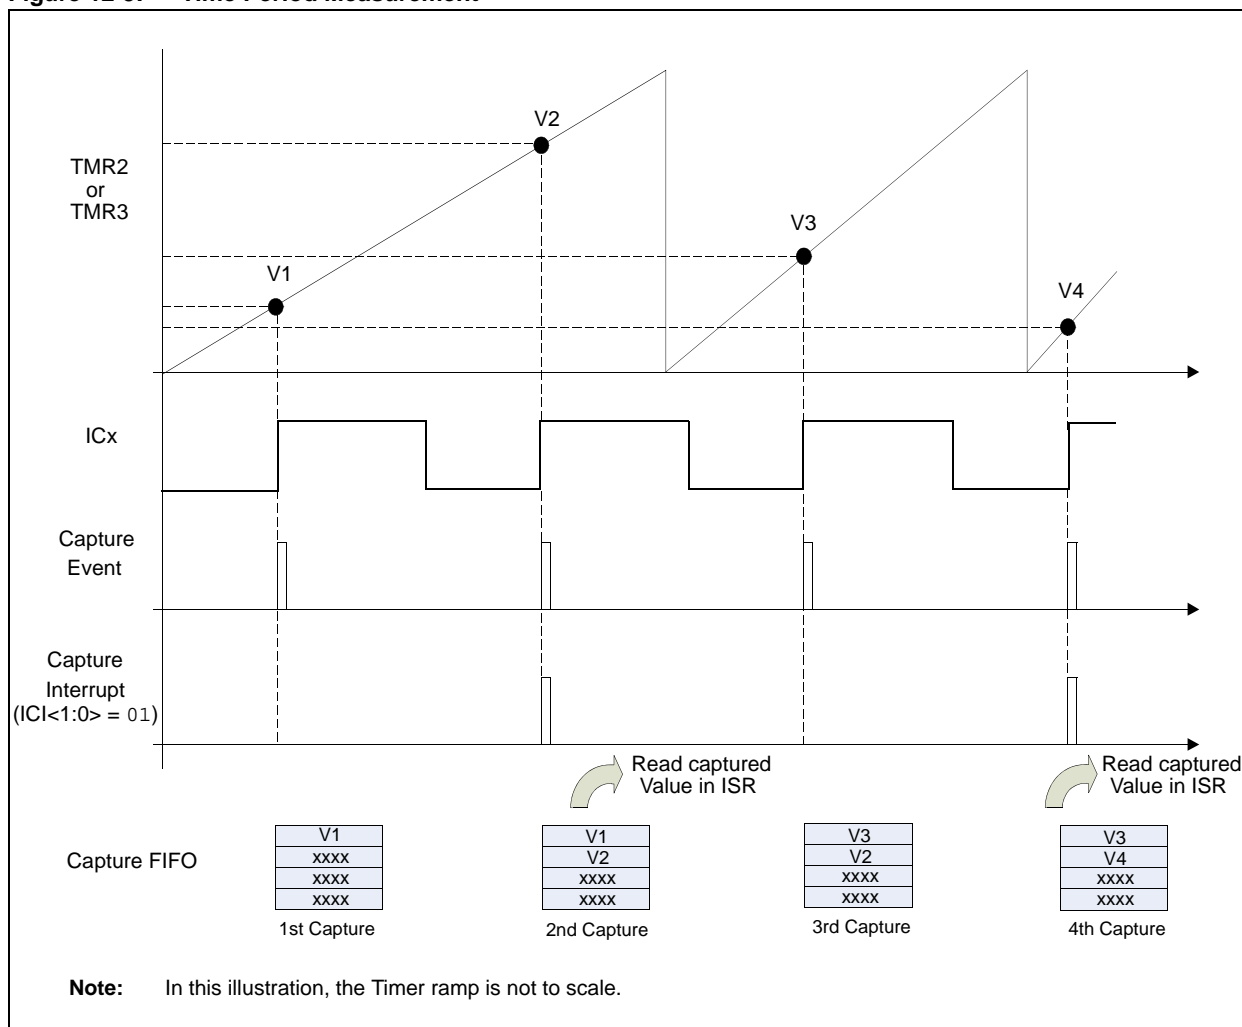 Figure 12-3: Time Period Measurement
TMR2
or
TMR3
V1
V2
V3
V4
ICx
Capture
Event
Capture
Interrupt
(ICI<1:0> = 01)
Read captured
Value in ISR
Read captured
Value in ISR
Capture FIFO
V1
xxxx
xxxx
xxxx
1st Capture
V1
V2
xxxx
xxxx
2nd Capture
V3
V2
xxxx
xxxx
3rd Capture
V3
V4
xxxx
xxxx
4th Capture
Note: In this illustration, the Timer ramp is not to scale.